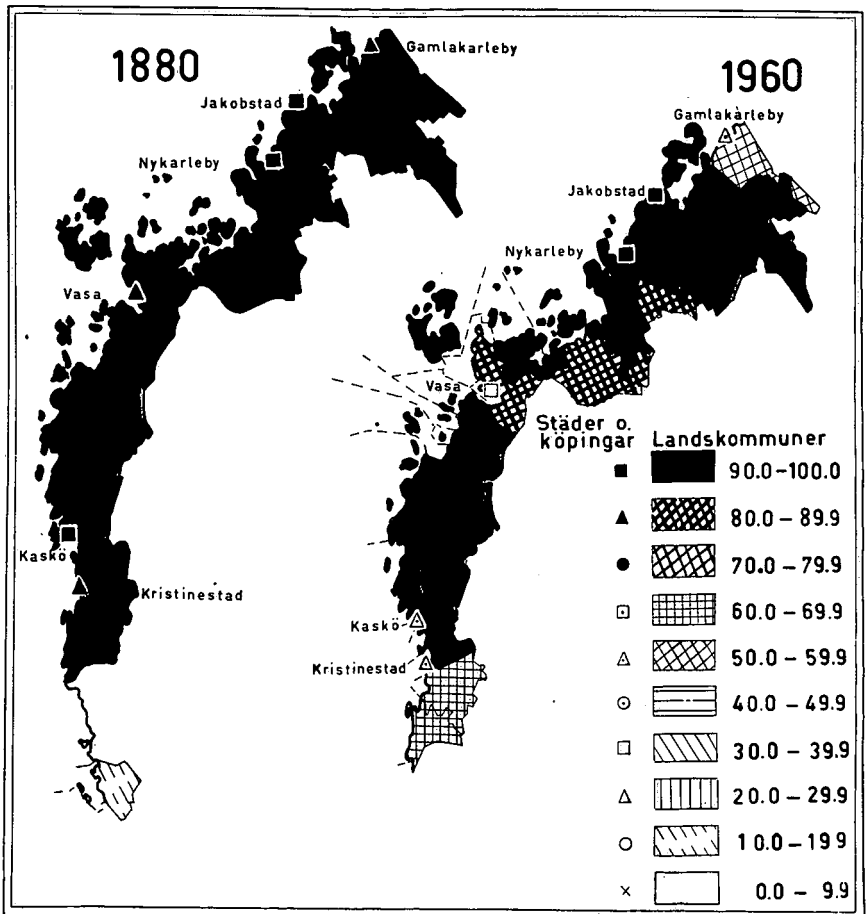 1880
Gamlakarleby
Jakobstad
Nykarleby
Vasa
Kaskö
Kristinestad
1960
Gamlakarleby
Jakobstad
Nykarleby
Vasa
Kaskö
Kristinestad
Städer o.
köpingar Landskommuner
90.0-100.0
80.0-89.9
70.0-79.9
60.0-69.9
50.0-59.9
40.0-49.9
30.0-39.9
20.0-29.9
10.0-19.9
0.0-9.9